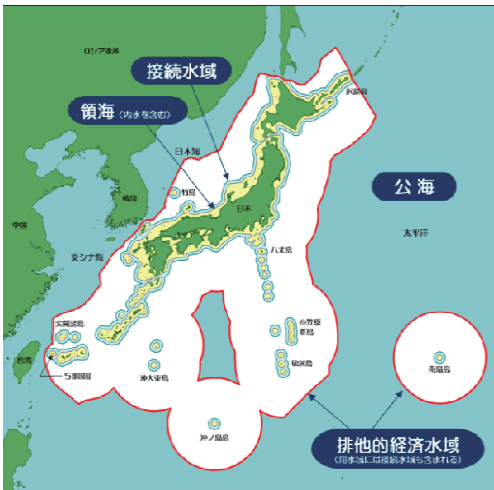 ロシア連邦
接続水域
領海（内水を含む）
択捉島
日本海
竹島
韓国
日本
公海
中国
太平洋
東シナ海
八丈島
尖閣諸島
小笠原
群島
台湾
硫黄島
与那国島
沖大東島
南鳥島
沖ノ鳥島
排他的経済水域
（同水域には接続水域も含まれる）